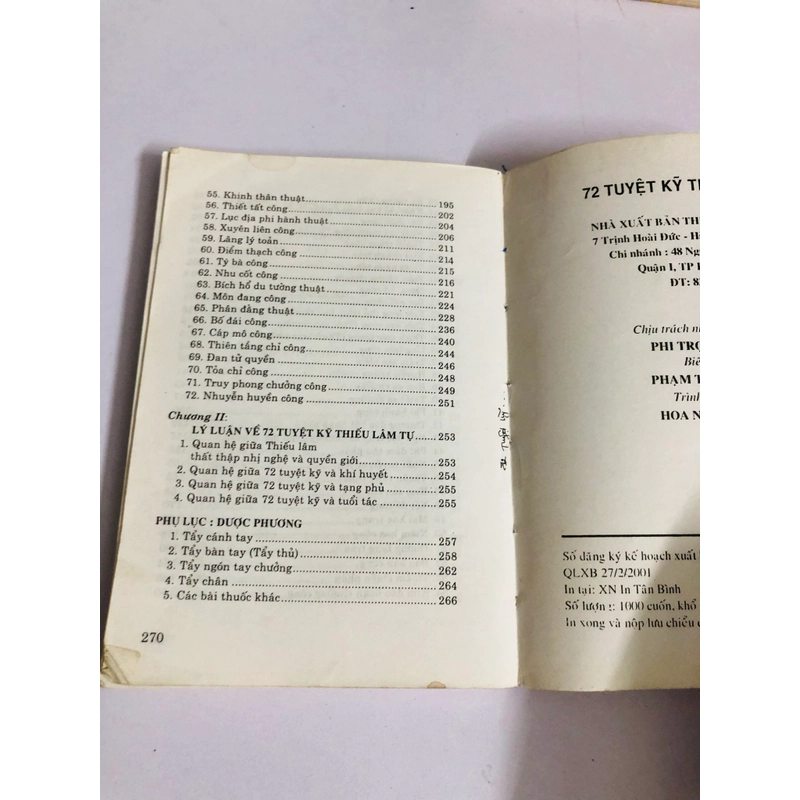 55. Khinh thân thuật 195
56. Thiết tất công 202
57. Lục địa phi hành thuật 204
58. Xuyên liên công 206
59. Lăng lý toản 211
60. Điểm thạch công 214
61. Tỳ bà công 215
62. Nhu cốt công 216
63. Bích hổ du tường thuật 221
64. Môn đang công 224
65. Phân đằng thuật 228
66. Bố đái công 236
67. Cáp mô công 240
68. Thiên tầng chỉ công 244
69. Đan tử quyền 246
70. Tỏa chỉ công 248
71. Truy phong chưởng công 249
72. Nhuyễn huyền công 251
Chương II:
LÝ LUẬN VỀ 72 TUYỆT KỸ THIẾU LÂM TỰ 253
1. Quan hệ giữa Thiếu lâm
thất thập nhị nghệ và quyền giới 253
2. Quan hệ giữa 72 tuyệt kỹ và khí huyết 254
3. Quan hệ giữa 72 tuyệt kỹ và tạng phủ 255
4. Quan hệ giữa 72 tuyệt kỹ và tuổi tác 255
PHỤ LỤC : DƯỢC PHƯƠNG
1. Tẩy cánh tay 257
2. Tẩy bàn tay (Tẩy thủ) 258
3. Tẩy ngón tay chưởng 262
4. Tẩy chân 264
5. Các bài thuốc khác 266
270
72 TUYỆT KỸ
NHÀ XUẤT BẢN
7 Trịnh Hoài Đức -
Chi nhánh : 48
Quận 1, TP
ĐT:
Chịu trách
PHI
PHẠM
Trình
HOA
Số đăng ký kế hoạch xuất
QLXB 27/2/2001
In tại: XN In Tân Bình
Số lượn : 1000 cuốn, khổ
In xong và nộp lưu chiểu